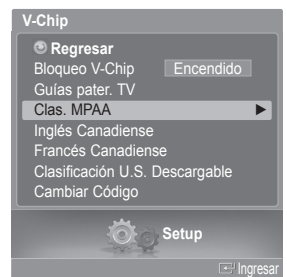 V-Chip
Regresar
Bloqueo V-Chip Encendido
Guías pater. TV
Clas. MPAA
Inglés Canadiense
Francés Canadiense
Clasificación U.S. Descargable
Cambiar Código
Setup
Ingresar